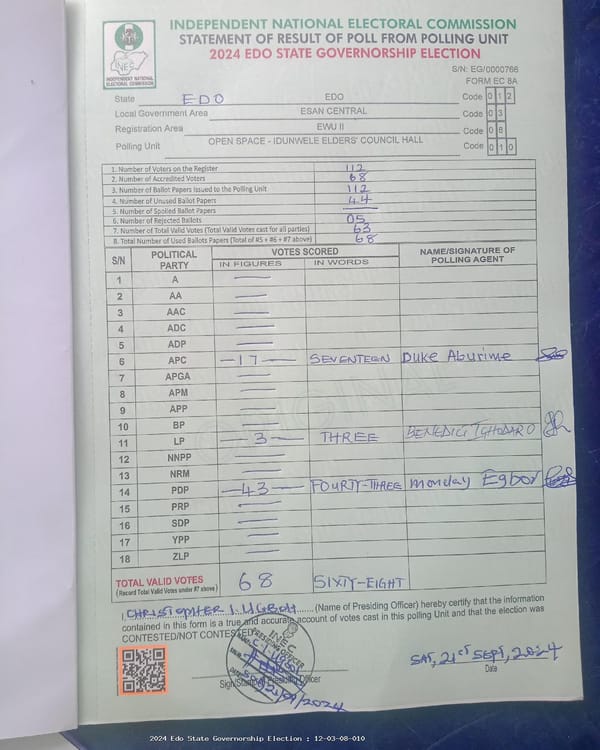 INDEPENDENT NATIONAL ELECTORAL COMMISSION
STATEMENT OF RESULT OF POLL FROM POLLING UNIT
2024 EDO STATE GOVERNORSHIP ELECTION
INEC
INDEPENDENT NATIONAL
ELECTORAL COMMISSION
S/N: EG/0000766
FORM EC 8A
State EDO EDO Code 0 1 2
Local Government Area ESAN CENTRAL Code 0 3
Registration Area EWU II Code 0 8
Polling Unit OPEN SPACE - IDUNWELE ELDERS' COUNCIL HALL Code 0 1 0
1. Number of Voters on the Register 112
2. Number of Accredited Voters 68
3. Number of Ballot Papers Issued to the Polling Unit 112
4. Number of Unused Ballot Papers 44
5. Number of Spoiled Ballot Papers —
6. Number of Rejected Ballots 05
7. Number of Total Valid Votes (Total Valid Votes cast for all parties) 63
8. Total Number of Used Ballots Papers (Total of #5 + #6 + #7 above) 68
S/N POLITICAL PARTY VOTES SCORED NAME/SIGNATURE OF POLLING AGENT
IN FIGURES IN WORDS
1 A —
2 AA —
3 AAC —
4 ADC —
5 ADP —
6 APC —17— SEVENTEEN Duke Aburime
7 APGA —
8 APM —
9 APP —
10 BP —
11 LP —3— THREE BENEDICT IGHODARO
12 NNPP —
13 NRM —
14 PDP —43— FOURTY-THREE Monday Egbor
15 PRP —
16 SDP —
17 YPP —
18 ZLP —
TOTAL VALID VOTES 68 SIXTY-EIGHT
(Record Total Valid Votes under #7 above)
I, CHRISTOPHER I. UGBOH (Name of Presiding Officer) hereby certify that the information
contained in this form is a true and accurate account of votes cast in this polling Unit and that the election was
CONTESTED/NOT CONTESTED
INEC
PRESIDING OFFICER
Sign/Stamp of Presiding Officer
21/09/2024
SAT, 21ST SEPT, 2024
Date
2024 Edo State Governorship Election : 12-03-08-010